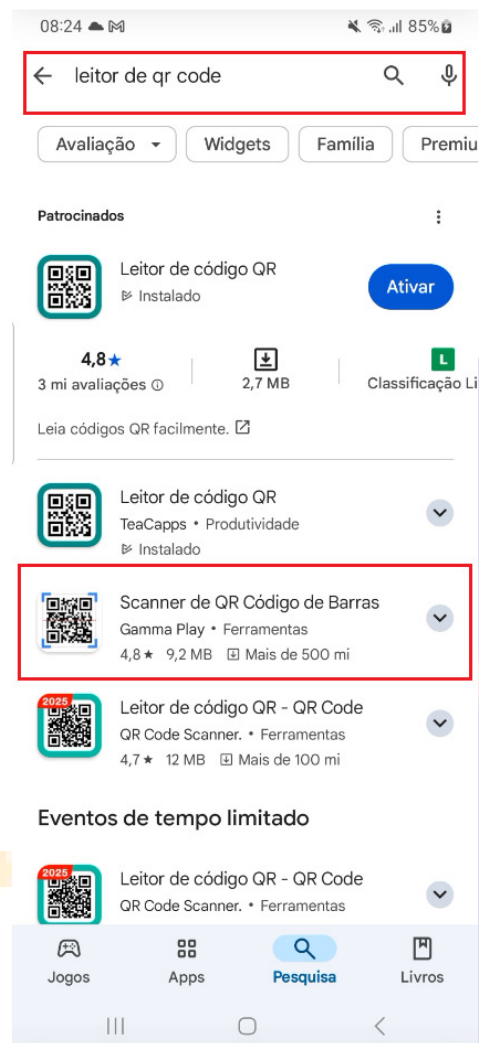 08:24
85%
leitor de qr code
Avaliação
Widgets
Família
Premiu
Patrocinados
Leitor de código QR
Instalado
Ativar
4,8★
3 mi avaliações
2,7 MB
L
Classificação Li
Leia códigos QR facilmente.
Leitor de código QR
TeaCapps • Produtividade
Instalado
Scanner de QR Código de Barras
Gamma Play • Ferramentas
4,8★ 9,2 MB Mais de 500 mi
2025
Leitor de código QR - QR Code
QR Code Scanner. • Ferramentas
4,7★ 12 MB Mais de 100 mi
Eventos de tempo limitado
2025
Leitor de código QR - QR Code
QR Code Scanner. • Ferramentas
Jogos
Apps
Pesquisa
Livros